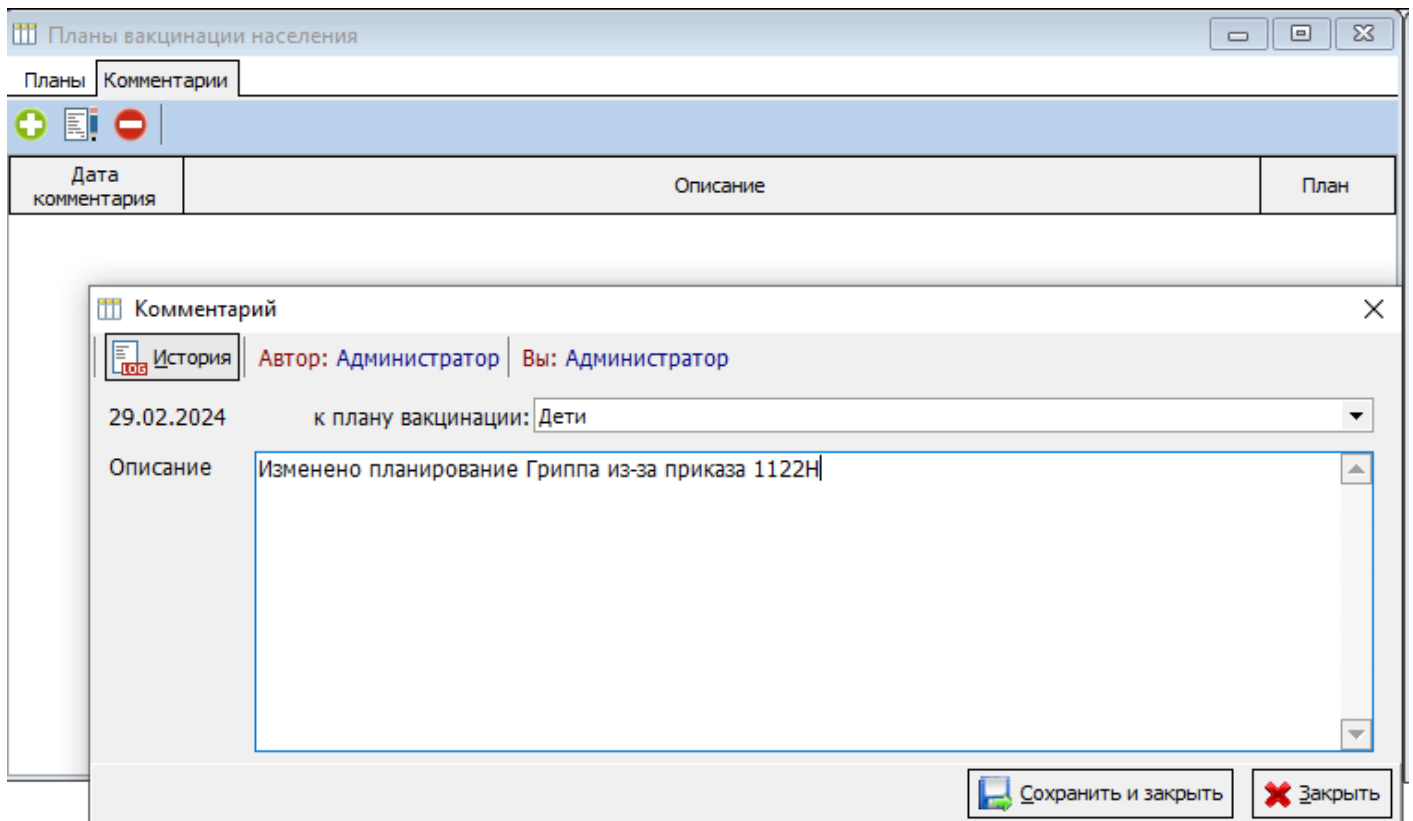 Планы вакцинации населения
Планы Комментарии
Дата комментария Описание План
Комментарий
LOG История Автор: Администратор Вы: Администратор
29.02.2024 к плану вакцинации: Дети
Описание Изменено планирование Гриппа из-за приказа 1122Н
Сохранить и закрыть Закрыть